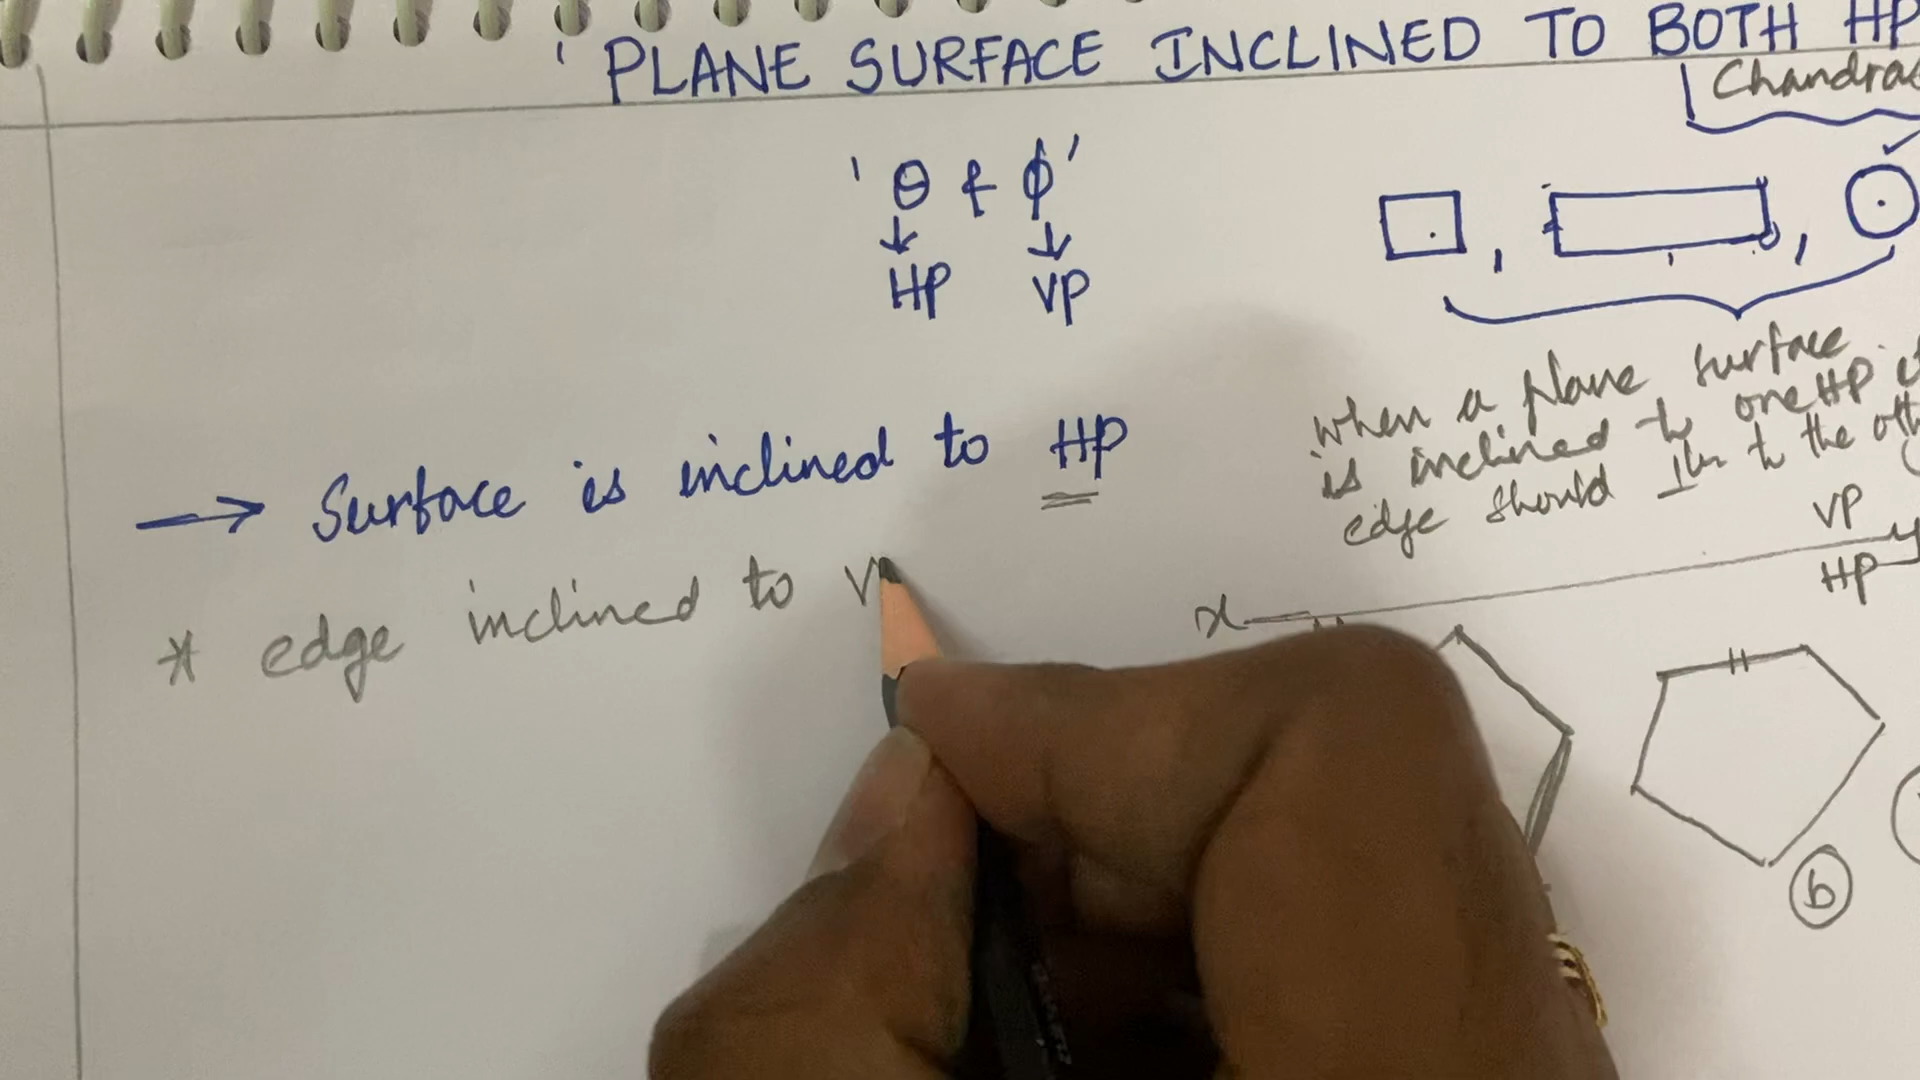 ' PLANE SURFACE INCLINED TO BOTH HP
' θ & ϕ '
↓ ↓
HP VP
→ Surface is inclined to HP
* edge inclined to V
, ,
when a plane surface
is inclined to one HP
edge should ⊥lar to the oth
VP
HP
x
b